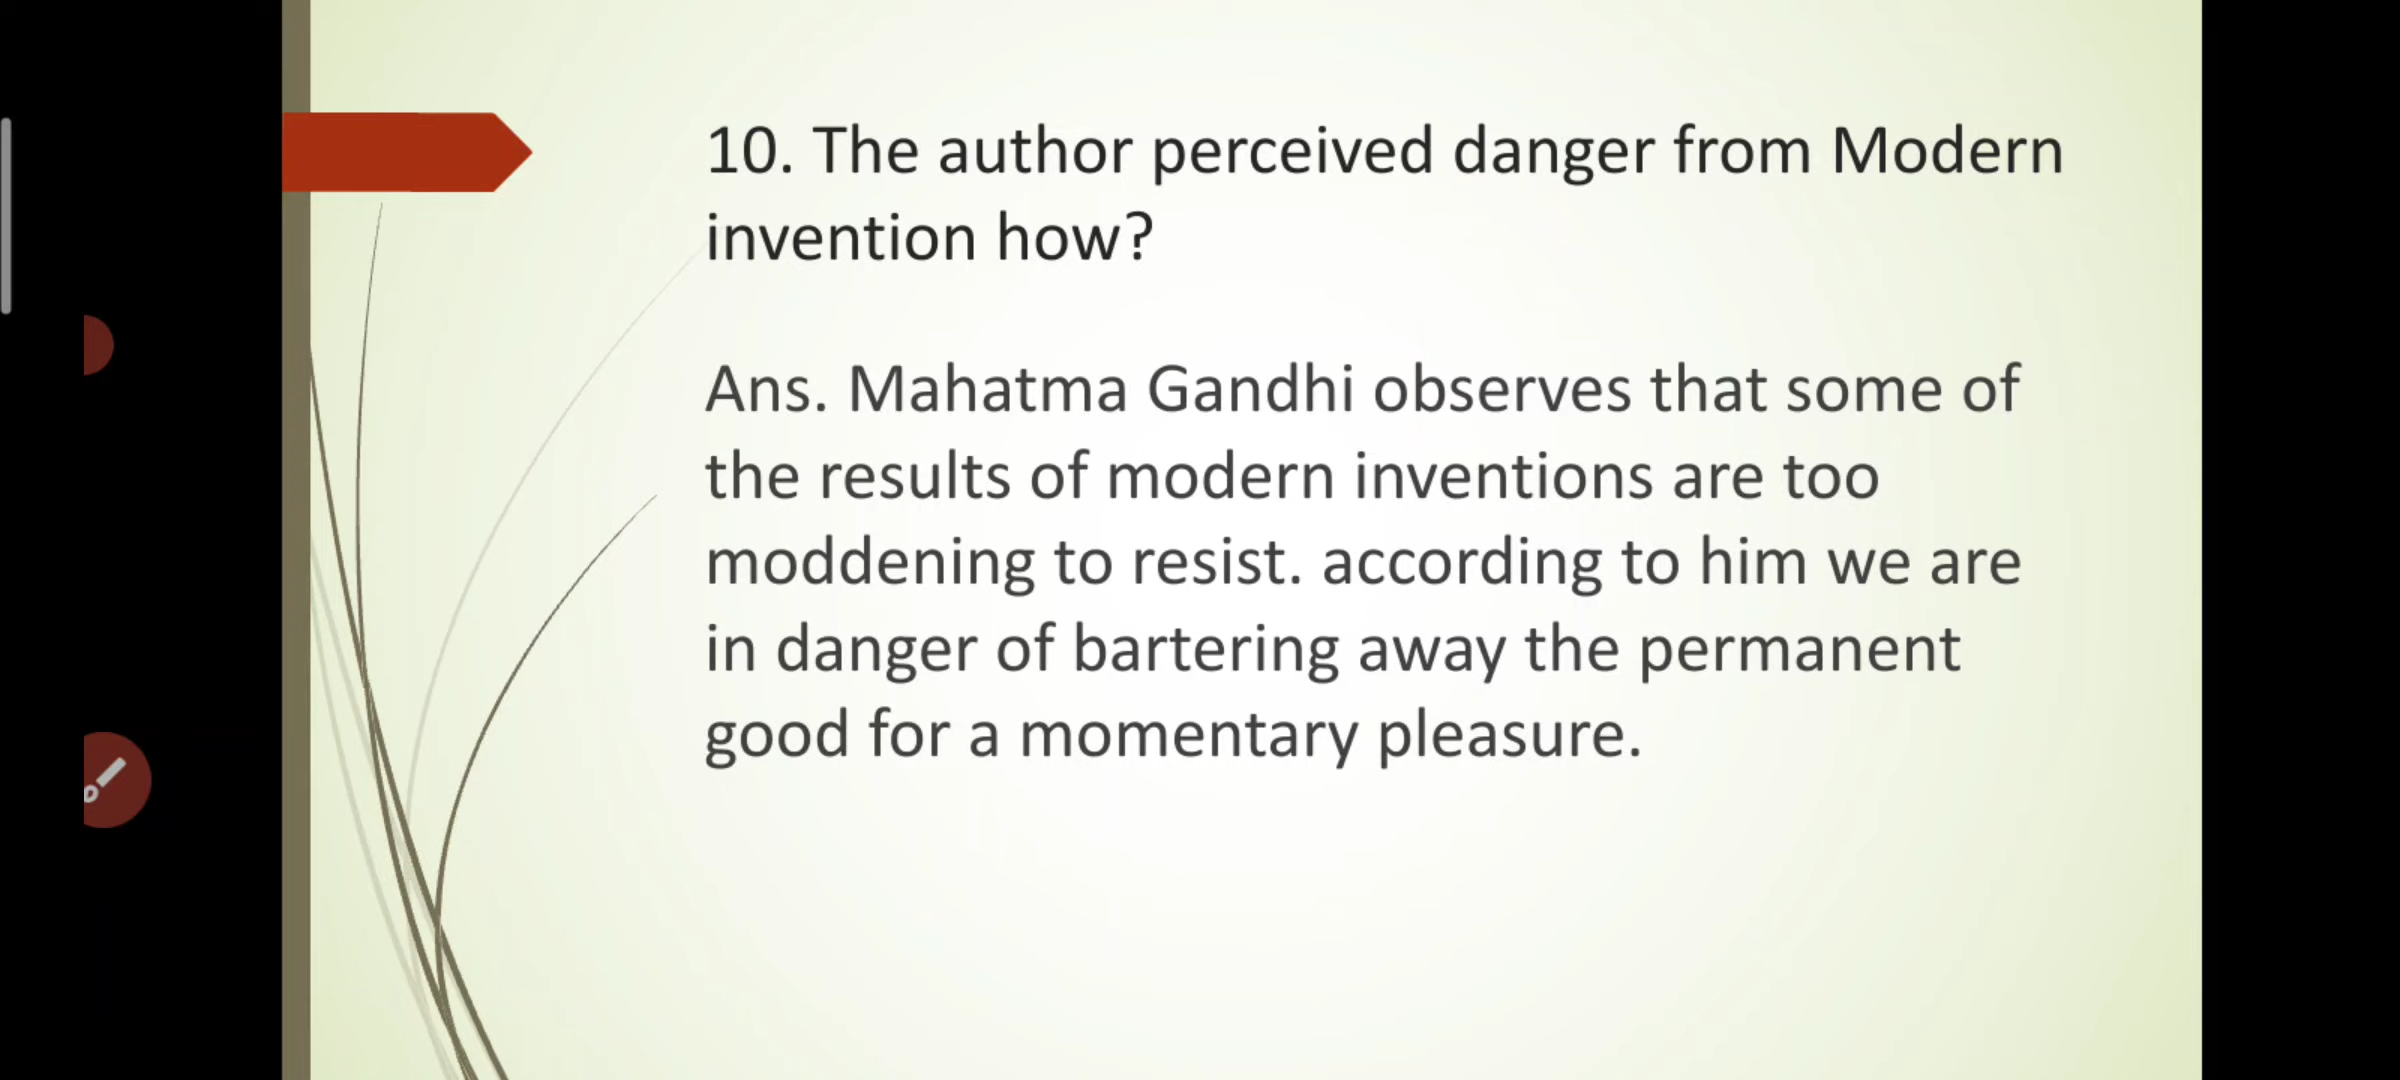 10. The author perceived danger from Modern
invention how?
Ans. Mahatma Gandhi observes that some of
the results of modern inventions are too
moddening to resist. according to him we are
in danger of bartering away the permanent
good for a momentary pleasure.